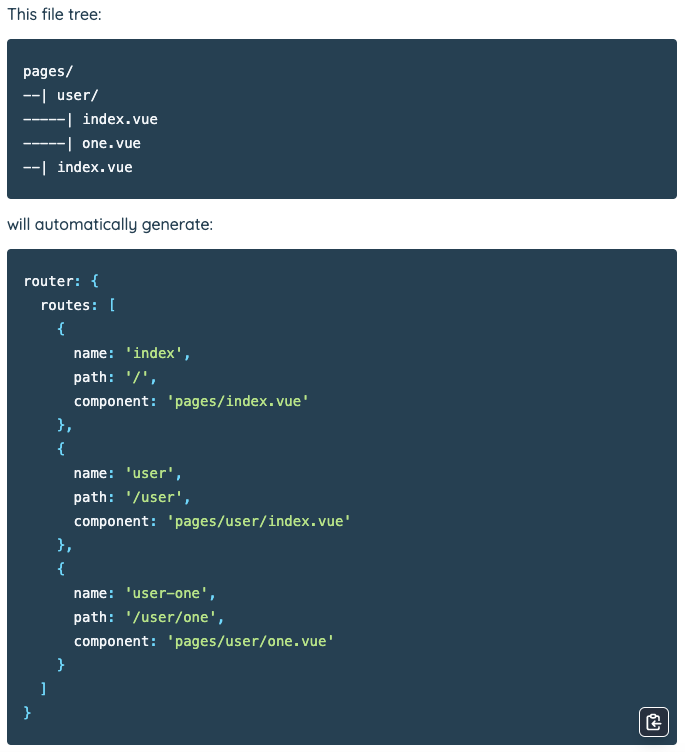 This file tree:
pages/
--| user/
-----| index.vue
-----| one.vue
--| index.vue
will automatically generate:
router: {
  routes: [
    {
      name: 'index',
      path: '/',
      component: 'pages/index.vue'
    },
    {
      name: 'user',
      path: '/user',
      component: 'pages/user/index.vue'
    },
    {
      name: 'user-one',
      path: '/user/one',
      component: 'pages/user/one.vue'
    }
  ]
}